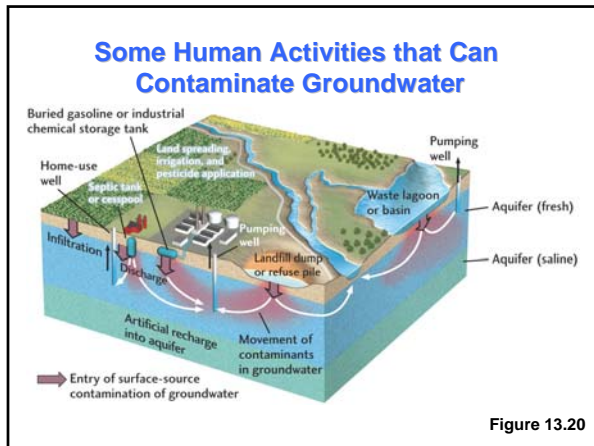 Some Human Activities that Can
Contaminate Groundwater
Buried gasoline or industrial
chemical storage tank
Home-use
well
Septic tank
or cesspool
Land spreading,
irrigation, and
pesticide application
Pumping
well
Waste lagoon
or basin
Aquifer (fresh)
Pumping
well
Landfill dump
or refuse pile
Infiltration
Discharge
Aquifer (saline)
Artificial recharge
into aquifer
Movement of
contaminants
in groundwater
Entry of surface-source
contamination of groundwater
Figure 13.20